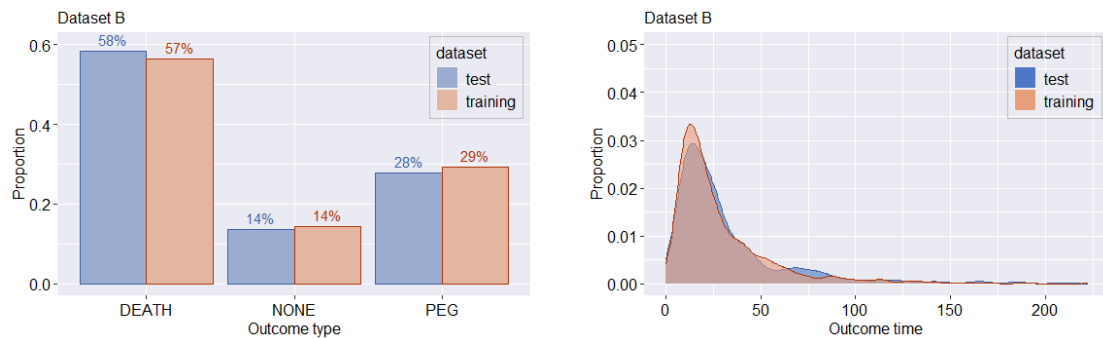 Dataset B
0.6
0.4
0.2
0.0
Proportion
58%
57%
14%
14%
28%
29%
dataset
test
training
DEATH
NONE
PEG
Outcome type
Dataset B
0.05
0.04
0.03
0.02
0.01
0.00
Proportion
dataset
test
training
0
50
100
150
200
Outcome time